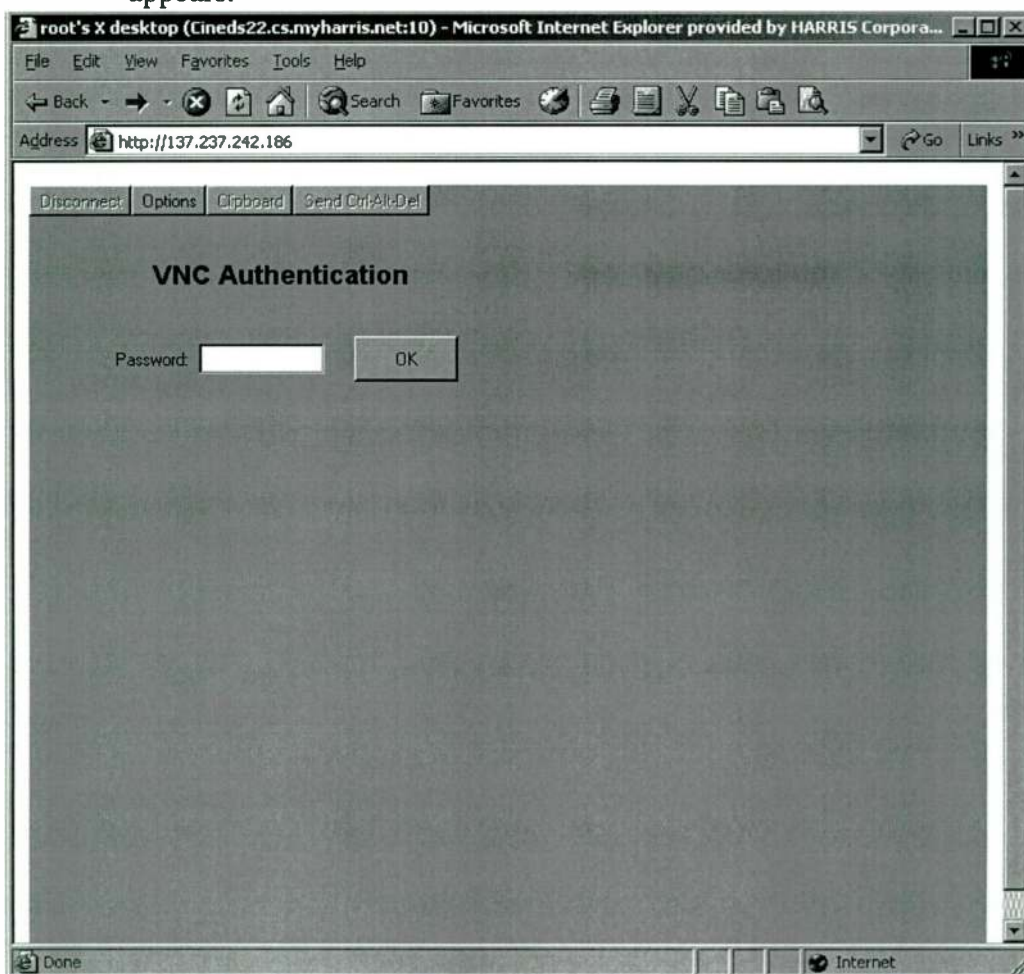 appears.
root's X desktop (Cineds22.cs.myharris.net:10) - Microsoft Internet Explorer provided by HARRIS Corpora...
File Edit View Favorites Tools Help
Back Search Favorites
Address http://137.237.242.186 Go Links »
Disconnect Options Clipboard Send Ctrl-Alt-Del
VNC Authentication
Password: OK
Done Internet